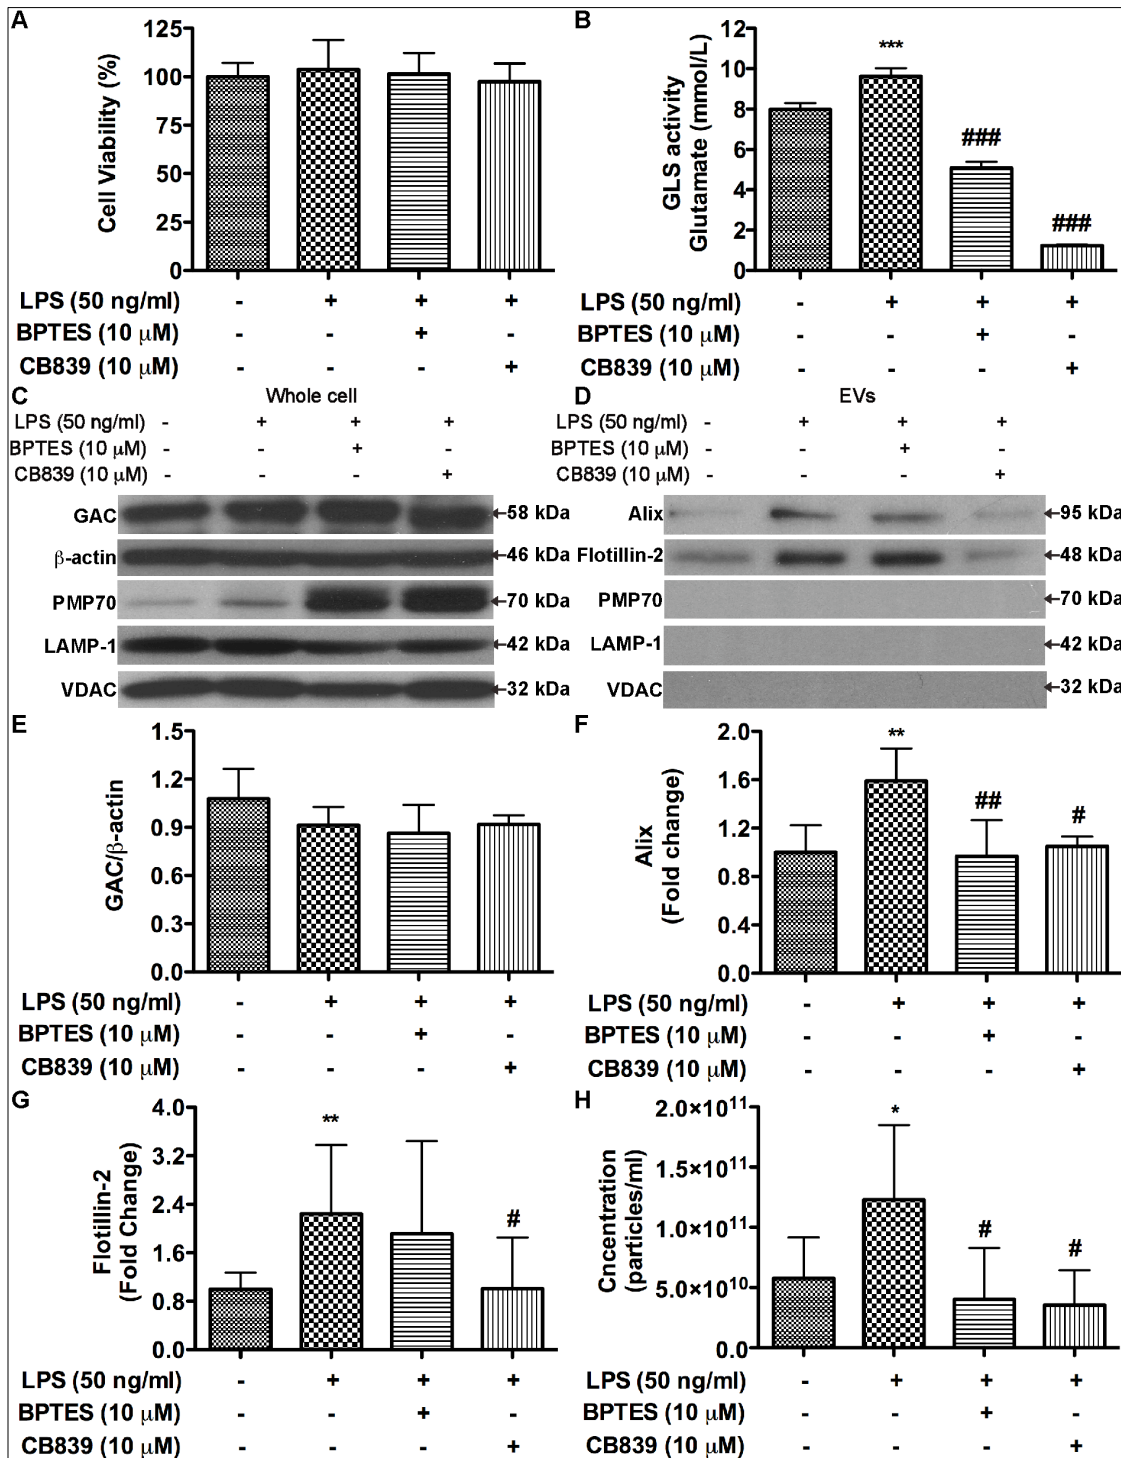 A
Cell Viability (%)
125
100
75
50
25
0
LPS (50 ng/ml) - + + +
BPTES (10 μM) - - + -
CB839 (10 μM) - - - +
B
GLS activity
Glutamate (mmol/L)
12
10
8
6
4
2
0
***
###
###
LPS (50 ng/ml) - + + +
BPTES (10 μM) - - + -
CB839 (10 μM) - - - +
C
Whole cell
LPS (50 ng/ml) - + + +
BPTES (10 μM) - - + -
CB839 (10 μM) - - - +
GAC 58 kDa
β-actin 46 kDa
PMP70 70 kDa
LAMP-1 42 kDa
VDAC 32 kDa
D
EVs
LPS (50 ng/ml) - + + +
BPTES (10 μM) - - + -
CB839 (10 μM) - - - +
Alix 95 kDa
Flotillin-2 48 kDa
PMP70 70 kDa
LAMP-1 42 kDa
VDAC 32 kDa
E
GAC/β-actin
1.5
1.2
0.9
0.6
0.3
0.0
LPS (50 ng/ml) - + + +
BPTES (10 μM) - - + -
CB839 (10 μM) - - - +
F
Alix
(Fold change)
2.0
1.6
1.2
0.8
0.4
0.0
**
##
#
LPS (50 ng/ml) - + + +
BPTES (10 μM) - - + -
CB839 (10 μM) - - - +
G
Flotillin-2
(Fold Change)
4.0
3.2
2.4
1.6
0.8
0.0
**
#
LPS (50 ng/ml) - + + +
BPTES (10 μM) - - + -
CB839 (10 μM) - - - +
H
Cncentration
(particles/ml)
2.0×10¹¹
1.5×10¹¹
1.0×10¹¹
5.0×10¹⁰
0.0
*
#
#
LPS (50 ng/ml) - + + +
BPTES (10 μM) - - + -
CB839 (10 μM) - - - +